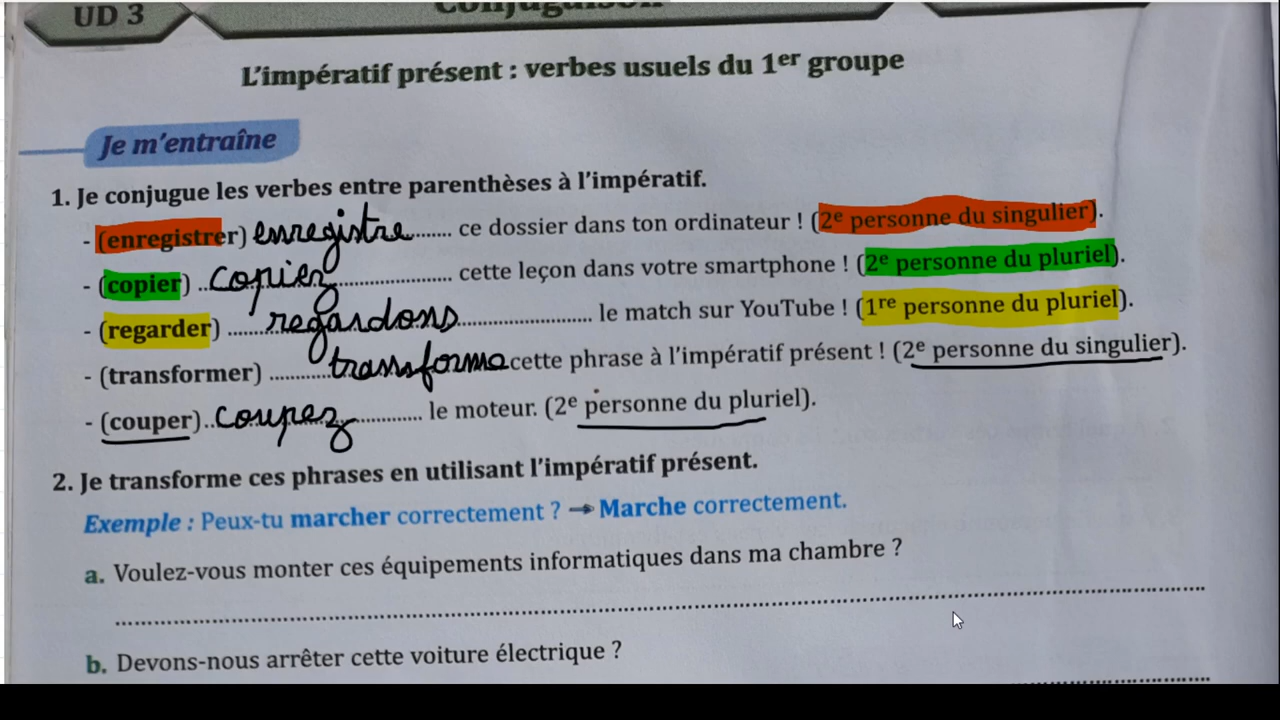 UD 3 Conjugaison
L'impératif présent : verbes usuels du 1er groupe
Je m'entraîne
1. Je conjugue les verbes entre parenthèses à l'impératif.
- (enregistrer) enregistre........ ce dossier dans ton ordinateur ! (2e personne du singulier).
- (copier) ..copiez.................... cette leçon dans votre smartphone ! (2e personne du pluriel).
- (regarder) .......regardons........................ le match sur YouTube ! (1re personne du pluriel).
- (transformer) ............transforme cette phrase à l'impératif présent ! (2e personne du singulier).
- (couper)..coupez............ le moteur. (2e personne du pluriel).
2. Je transforme ces phrases en utilisant l'impératif présent.
Exemple : Peux-tu marcher correctement ? → Marche correctement.
a. Voulez-vous monter ces équipements informatiques dans ma chambre ?
b. Devons-nous arrêter cette voiture électrique ?